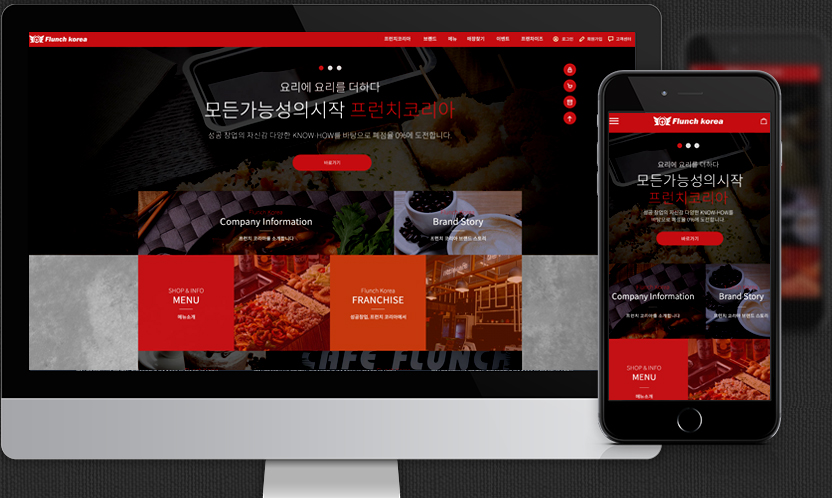 Flunch korea
프런치코리아 브랜드 메뉴 매장찾기 이벤트 프랜차이즈 로그인 회원가입 고객센터
요리에 요리를 더하다
모든가능성의시작 프런치코리아
성공 창업의 자신감 다양한 KNOW-HOW를 바탕으로 폐점율 0%에 도전합니다.
바로가기
Company Information
프런치 코리아를 소개합니다
Brand Story
프런치 코리아 브랜드 스토리
SHOP & INFO
MENU
메뉴소개
Flunch Korea
FRANCHISE
성공창업, 프런치 코리아에서
CAFE FLUNCH
Flunch korea
요리에 요리를 더하다
모든가능성의시작
프런치코리아
성공 창업의 자신감 다양한 KNOW-HOW를
바탕으로 폐점율 0%에 도전합니다.
바로가기
Company Information
프런치 코리아를 소개합니다
Brand Story
프런치 코리아 브랜드 스토리
SHOP & INFO
MENU
메뉴소개